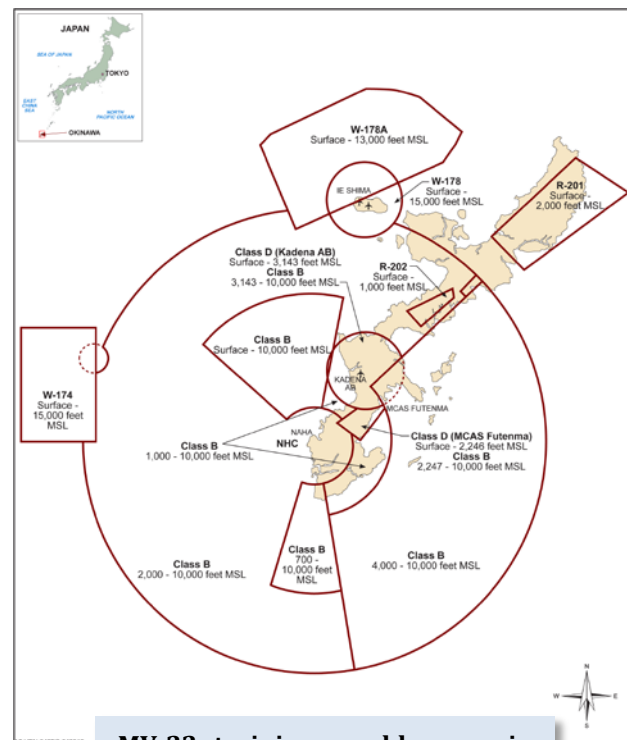 JAPAN
SEA OF JAPAN
TOKYO
EAST
CHINA
SEA
NORTH
PACIFIC OCEAN
OKINAWA
W-178A
Surface - 13,000 feet MSL
IE SHIMA
W-178
Surface -
15,000 feet
MSL
R-201
Surface -
2,000 feet
MSL
Class D (Kadena AB)
Surface - 3,143 feet MSL
Class B
3,143 - 10,000 feet MSL
R-202
Surface -
1,000 feet
MSL
Class B
Surface - 10,000 feet
MSL
W-174
Surface -
15,000 feet
MSL
KADENA
AB
MCAS FUTENMA
NAHA
NHC
Class B
1,000 - 10,000 feet
MSL
Class D (MCAS Futenma)
Surface - 2,246 feet MSL
Class B
2,247 - 10,000 feet
MSL
Class B
2,000 - 10,000 feet MSL
Class B
700 -
10,000 feet
MSL
Class B
4,000 - 10,000 feet MSL
N
W
E
S